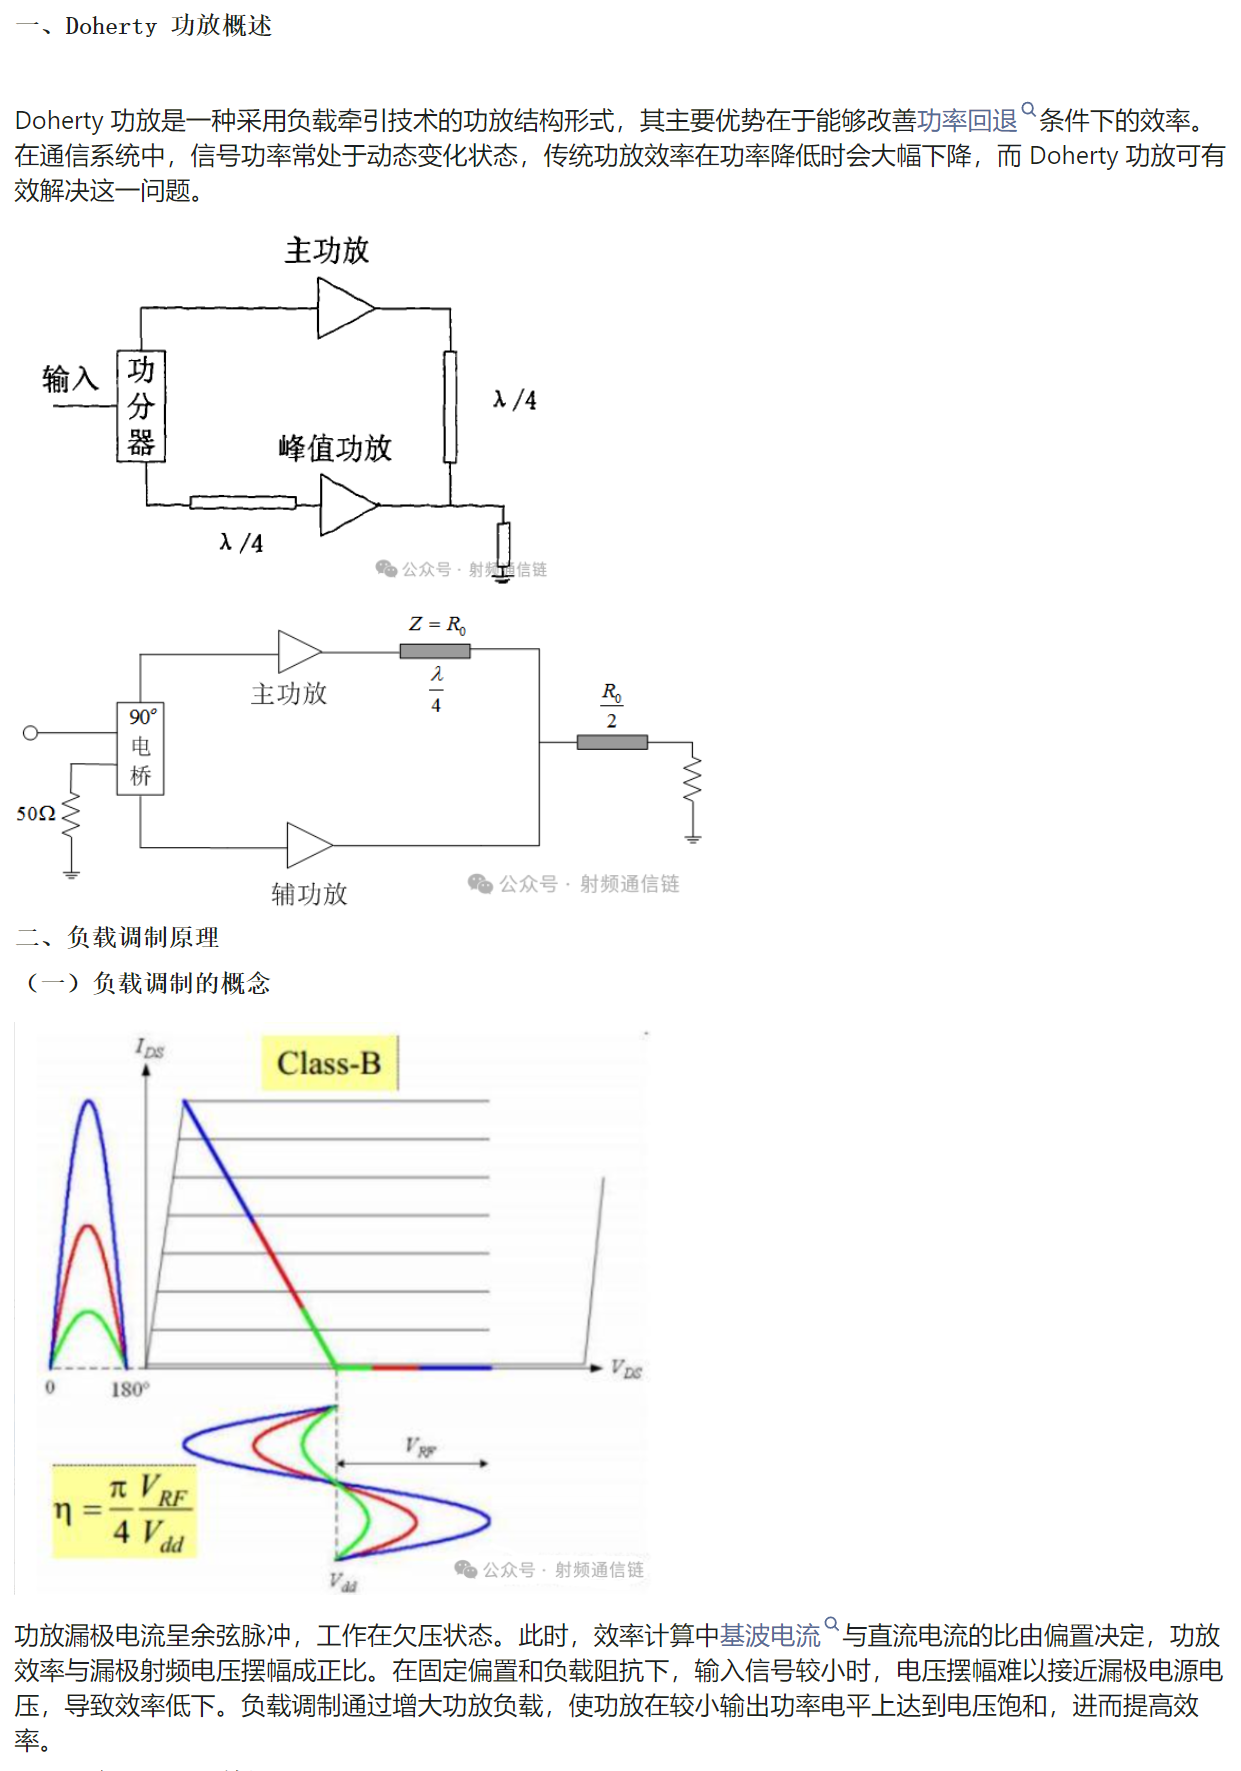 一、Doherty 功放概述
Doherty 功放是一种采用负载牵引技术的功放结构形式，其主要优势在于能够改善功率回退条件下的效率。
在通信系统中，信号功率常处于动态变化状态，传统功放效率在功率降低时会大幅下降，而 Doherty 功放可有
效解决这一问题。
主功放
输入
功分器
λ/4
峰值功放
λ/4
公众号 · 射频通信链
Z = R₀
λ/4
主功放
90°电桥
R₀/2
50Ω
辅功放
公众号 · 射频通信链
二、负载调制原理
（一）负载调制的概念
I_DS
Class-B
V_DS
0
180°
V_RF
η = π/4 V_RF/V_dd
公众号 · 射频通信链
V_dd
功放漏极电流呈余弦脉冲，工作在欠压状态。此时，效率计算中基波电流与直流电流的比由偏置决定，功放
效率与漏极射频电压摆幅成正比。在固定偏置和负载阻抗下，输入信号较小时，电压摆幅难以接近漏极电源电
压，导致效率低下。负载调制通过增大功放负载，使功放在较小输出功率电平上达到电压饱和，进而提高效
率。